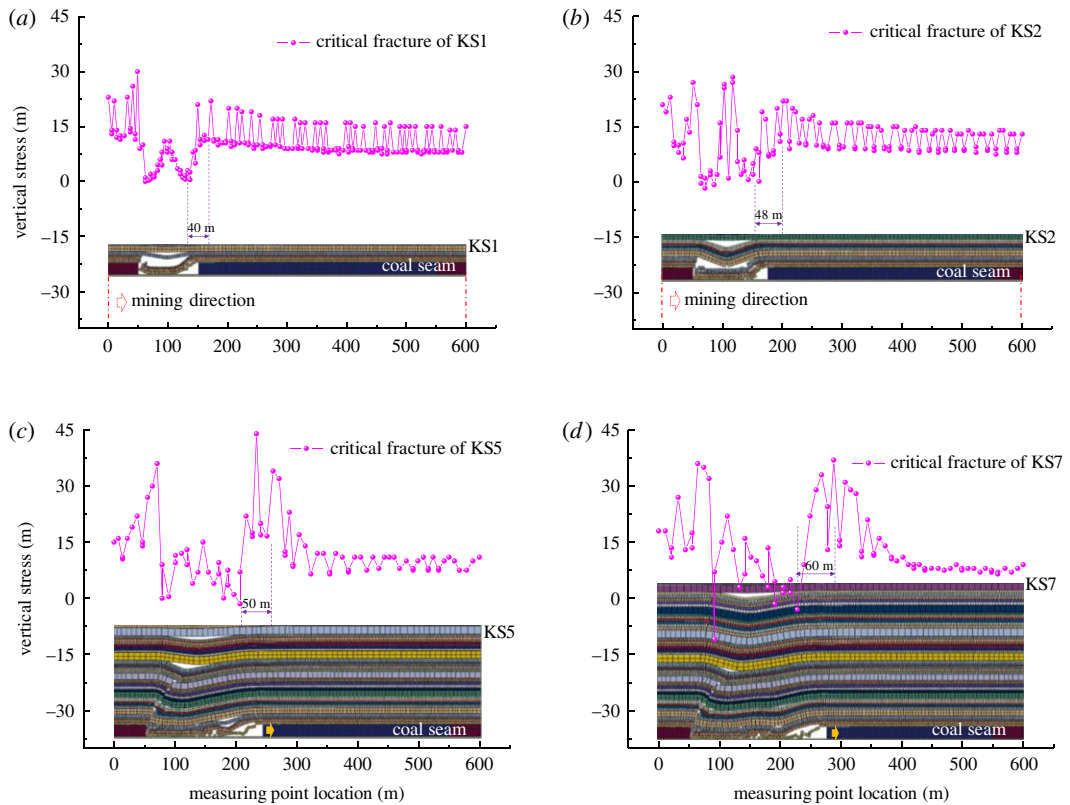 (a)
45
30
15
0
–15
–30
vertical stress (m)
critical fracture of KS1
40 m
KS1
coal seam
mining direction
0 100 200 300 400 500 600
(b)
45
30
15
0
–15
–30
critical fracture of KS2
48 m
KS2
coal seam
mining direction
0 100 200 300 400 500 600
(c)
45
30
15
0
–15
–30
vertical stress (m)
critical fracture of KS5
50 m
KS5
coal seam
0 100 200 300 400 500 600
measuring point location (m)
(d)
45
30
15
0
–15
–30
critical fracture of KS7
60 m
KS7
coal seam
0 100 200 300 400 500 600
measuring point location (m)